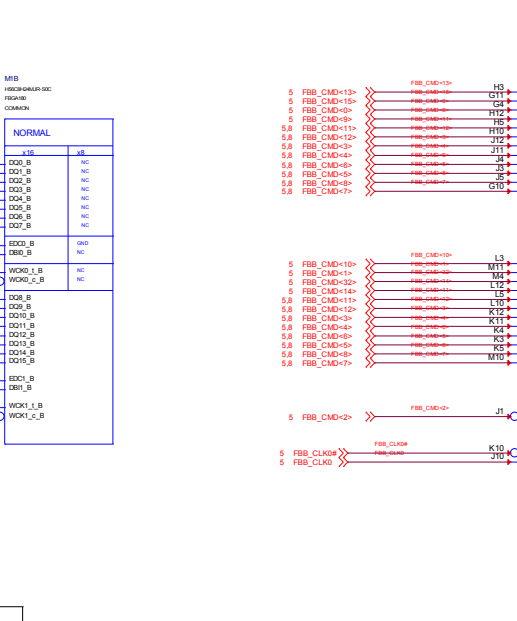 M1B
H56C8H24MJR-S0C
FBGA180
COMMON
NORMAL
x16 x8
DQ0_B NC
DQ1_B NC
DQ2_B NC
DQ3_B NC
DQ4_B NC
DQ5_B NC
DQ6_B NC
DQ7_B NC
EDC0_B GND
DBI0_B NC
WCK0_t_B NC
WCK0_c_B NC
DQ8_B
DQ9_B
DQ10_B
DQ11_B
DQ12_B
DQ13_B
DQ14_B
DQ15_B
EDC1_B
DBI1_B
WCK1_t_B
WCK1_c_B
5 FBB_CMD<13> FBB_CMD<13> H3
5 FBB_CMD<15> G11
5 FBB_CMD<0> G4
5 FBB_CMD<9> H12
5,8 FBB_CMD<11> H5
5,8 FBB_CMD<12> H10
5,8 FBB_CMD<3> J12
5,8 FBB_CMD<4> J11
5 FBB_CMD<6> J4
5 FBB_CMD<5> J3
5,8 FBB_CMD<8> J5
5,8 FBB_CMD<7> G10
5 FBB_CMD<10> FBB_CMD<10> L3
5 FBB_CMD<1> M11
5 FBB_CMD<32> M4
5 FBB_CMD<14> L12
5,8 FBB_CMD<11> L5
5,8 FBB_CMD<12> L10
5,8 FBB_CMD<3> K12
5,8 FBB_CMD<4> K11
5,8 FBB_CMD<6> K4
5,8 FBB_CMD<5> K3
5,8 FBB_CMD<8> K5
5,8 FBB_CMD<7> M10
5 FBB_CMD<2> FBB_CMD<2> J1
5 FBB_CLK0# FBB_CLK0# K10
5 FBB_CLK0 FBB_CLK0 J10